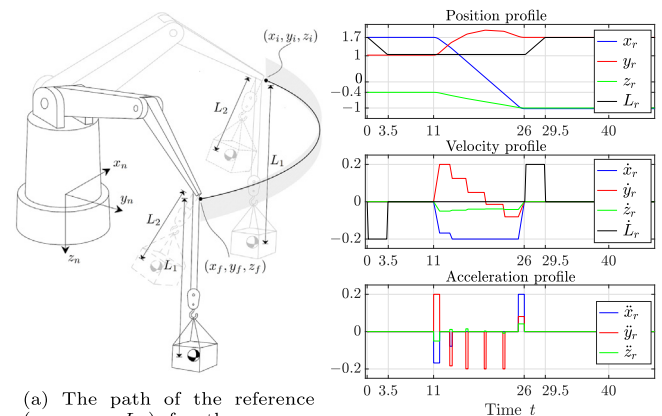 (x_i, y_i, z_i)
L_2
L_1
x_n
y_n
z_n
L_2
L_1
(x_f, y_f, z_f)
(a) The path of the reference
Position profile
1.7
1
0
−0.4
−1
x_r
y_r
z_r
L_r
0 3.5 11 26 29.5 40
Velocity profile
0.2
0
−0.2
ẋ_r
ẏ_r
ż_r
L̇_r
0 3.5 11 26 29.5 40
Acceleration profile
0.2
0
−0.2
ẍ_r
ÿ_r
z̈_r
0 3.5 11 26 29.5 40
Time t